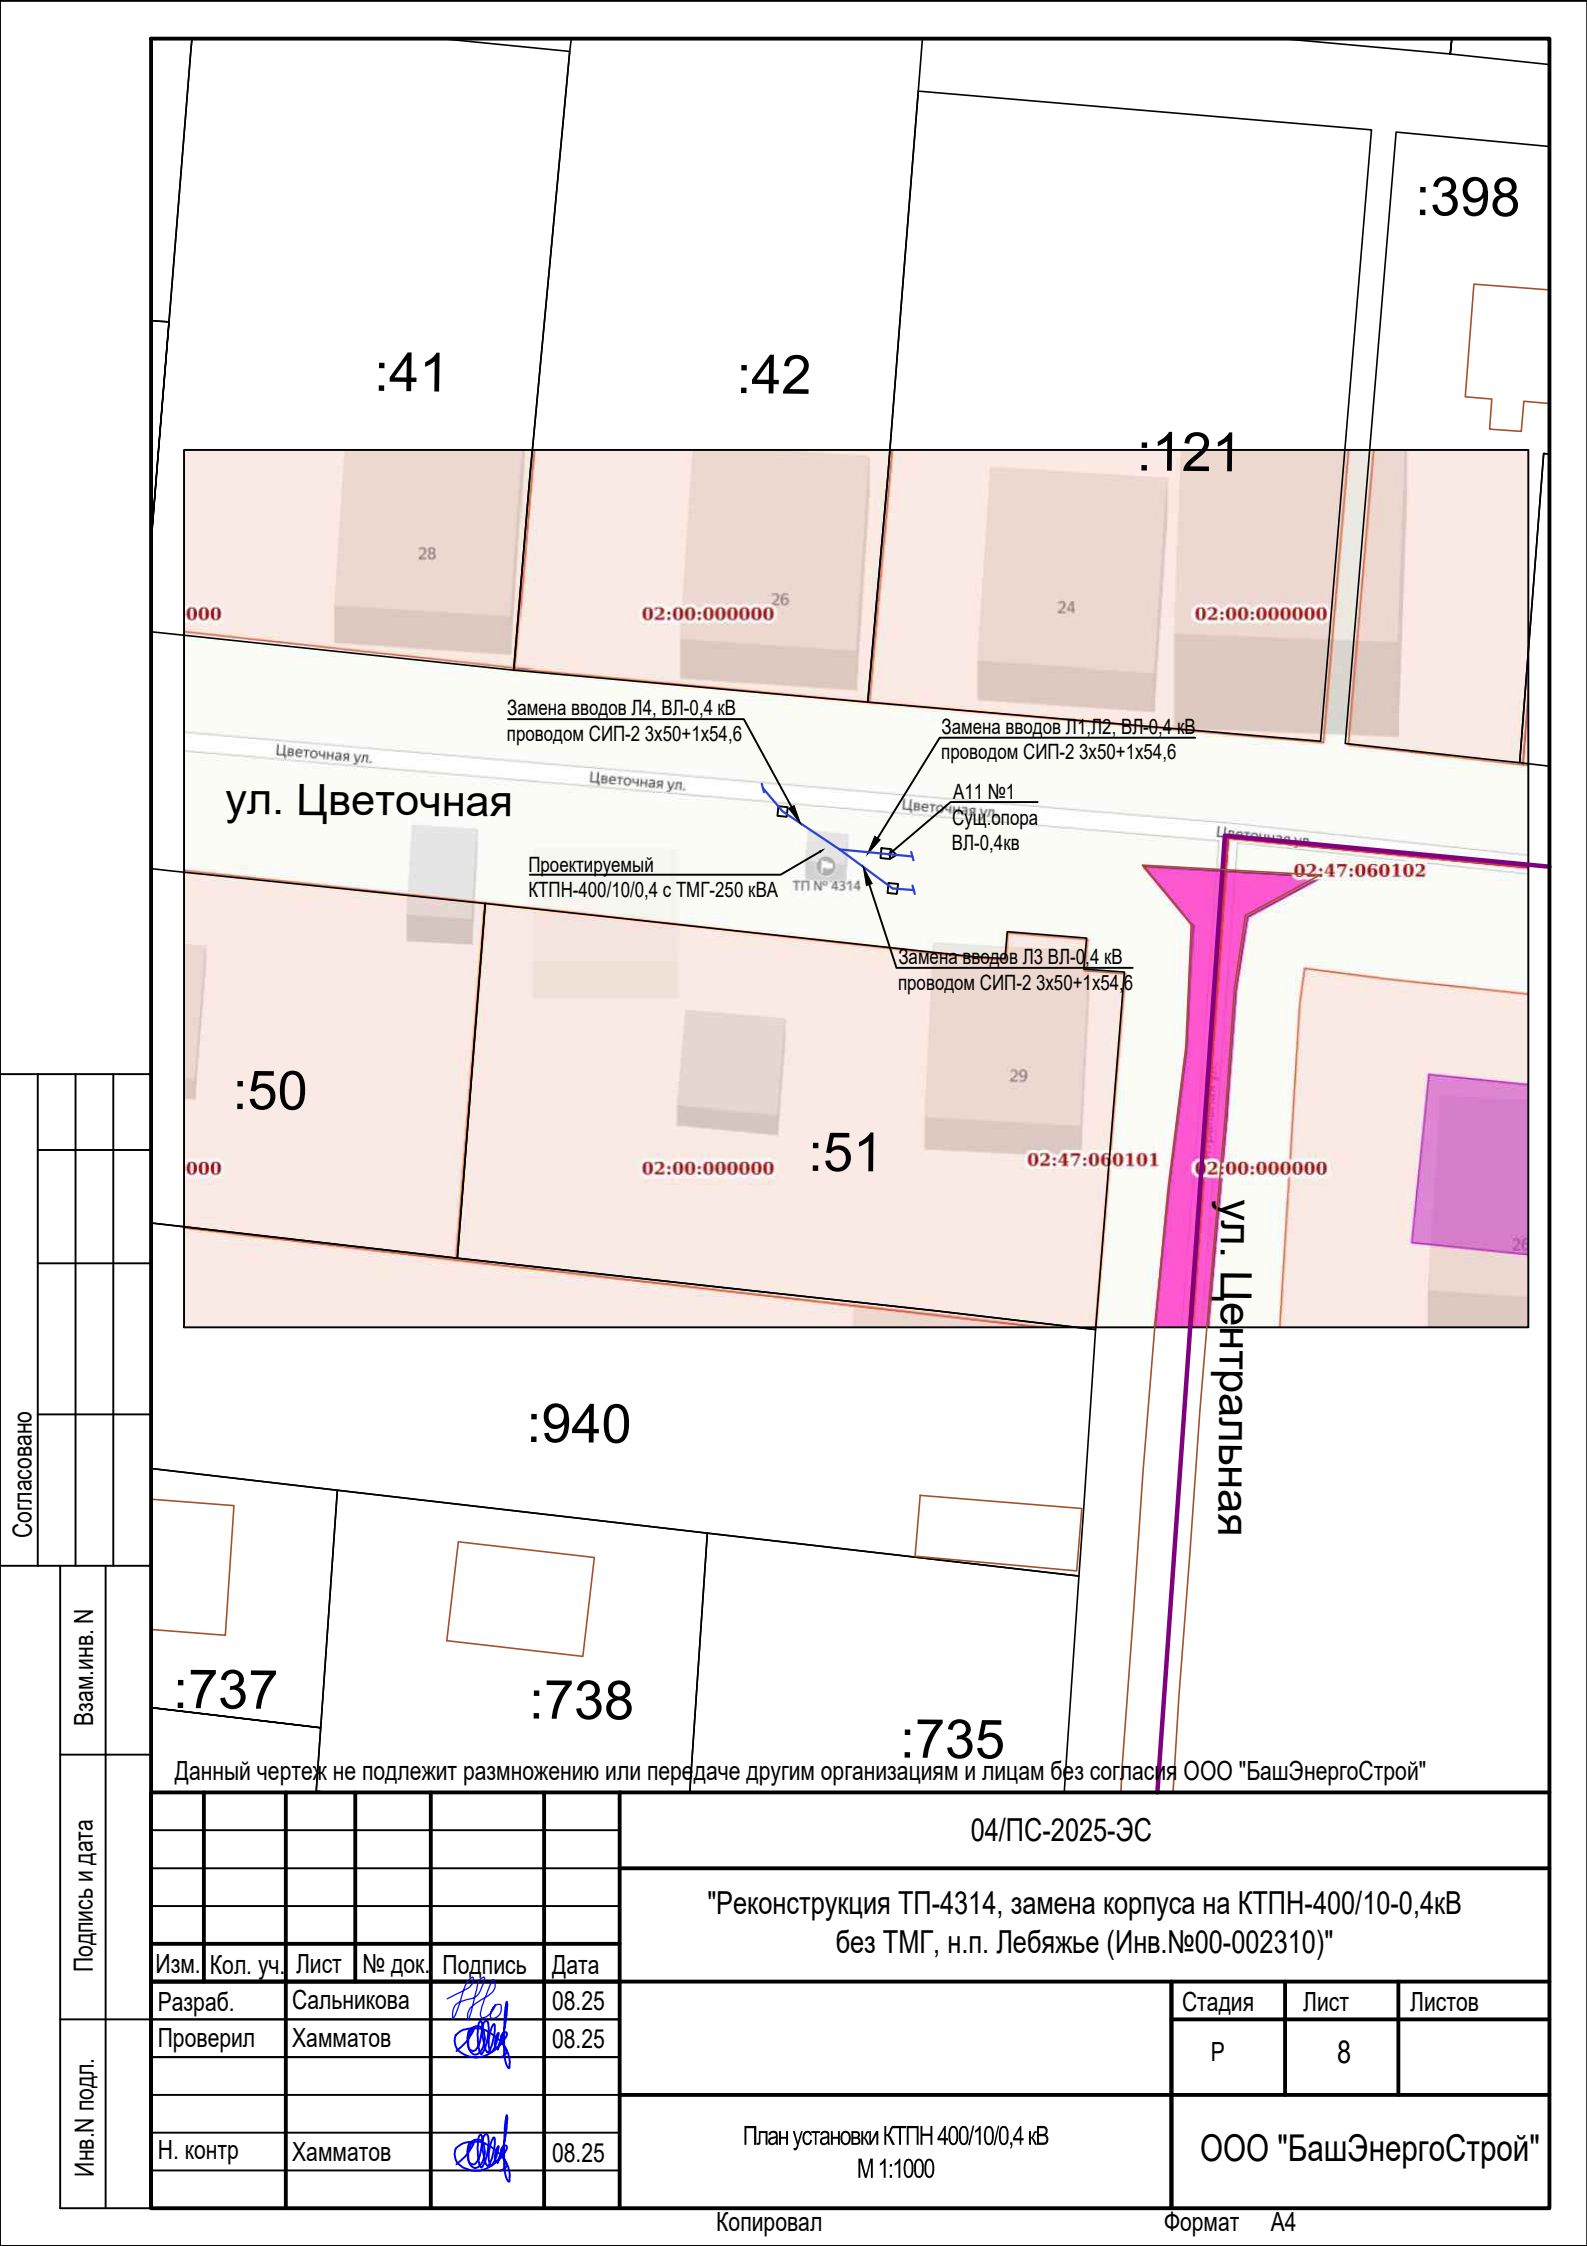 :398
:41
:42
:121
28
26
24
000
02:00:000000
02:00:000000
Замена вводов Л4, ВЛ-0,4 кВ
проводом СИП-2 3х50+1х54,6
Замена вводов Л1,Л2, ВЛ-0,4 кВ
проводом СИП-2 3х50+1х54,6
Цветочная ул.
Цветочная ул.
Цветочная ул.
Цветочная ул.
ул. Цветочная
А11 №1
Сущ.опора
ВЛ-0,4кв
Проектируемый
КТПН-400/10/0,4 с ТМГ-250 кВА
ТП № 4314
02:47:060102
Замена вводов Л3 ВЛ-0,4 кВ
проводом СИП-2 3х50+1х54,6
29
:50
:51
000
02:00:000000
02:47:060101
02:00:000000
26
ул. Центральная
:940
:737
:738
:735
Согласовано
Взам.инв. N
Подпись и дата
Инв.N подл.
Данный чертеж не подлежит размножению или передаче другим организациям и лицам без согласия ООО "БашЭнергоСтрой"
04/ПС-2025-ЭС
"Реконструкция ТП-4314, замена корпуса на КТПН-400/10-0,4кВ
без ТМГ, н.п. Лебяжье (Инв.№00-002310)"
Изм. Кол. уч. Лист № док. Подпись Дата
Разраб. Сальникова 08.25
Проверил Хамматов 08.25
Н. контр Хамматов 08.25
Стадия Лист Листов
Р 8
План установки КТПН 400/10/0,4 кВ
М 1:1000
ООО "БашЭнергоСтрой"
Копировал
Формат А4